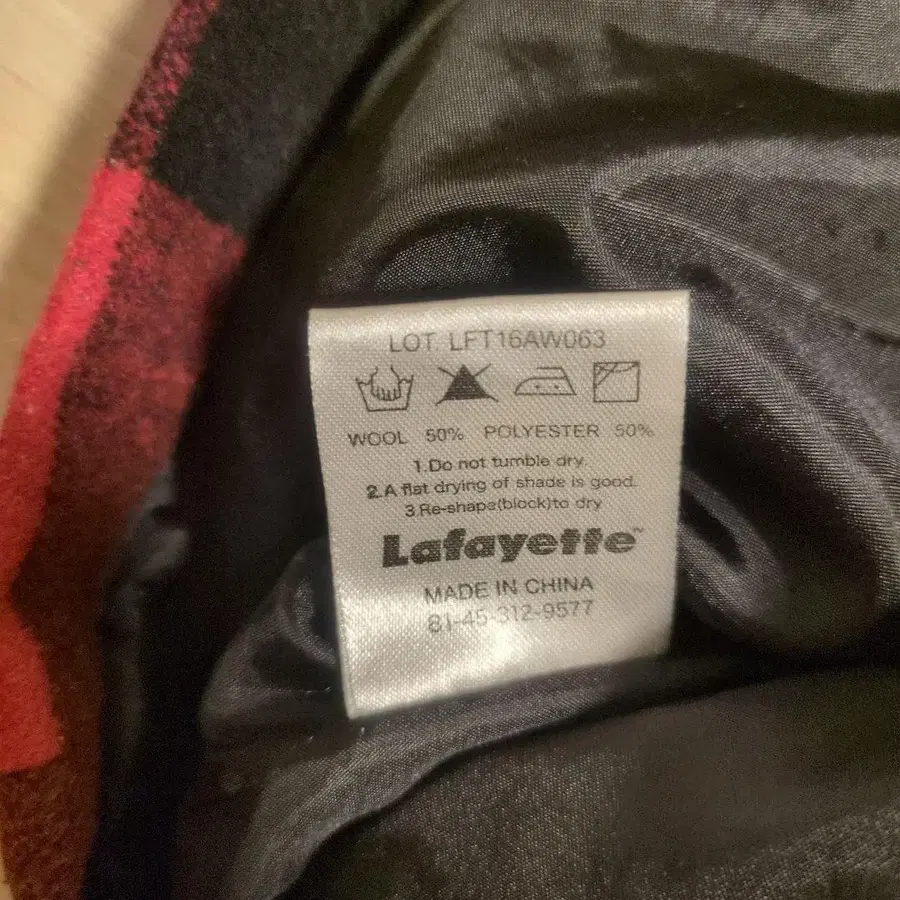 LOT. LFT16AW063
WOOL 50% POLYESTER 50%
1.Do not tumble dry.
2.A flat drying of shade is good.
3.Re-shape(block)to dry
Lafayette™
MADE IN CHINA
81-45-312-9577